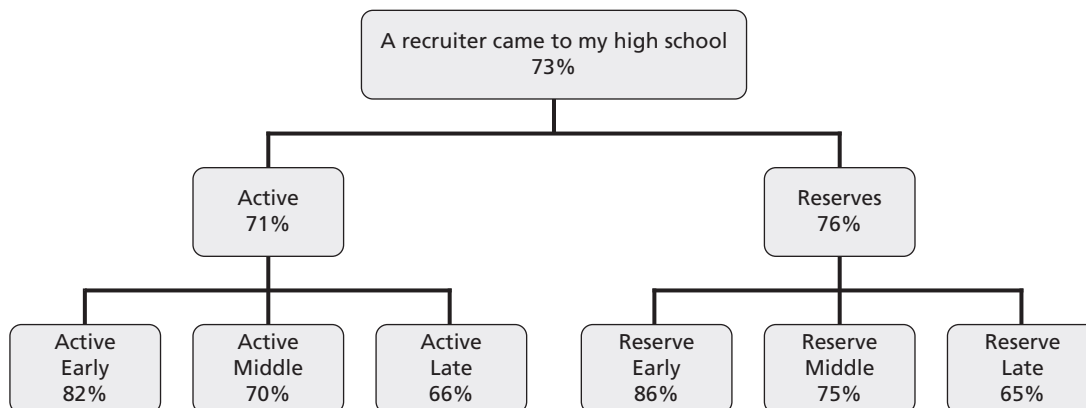 A recruiter came to my high school
73%
Active
71%
Reserves
76%
Active
Early
82%
Active
Middle
70%
Active
Late
66%
Reserve
Early
86%
Reserve
Middle
75%
Reserve
Late
65%